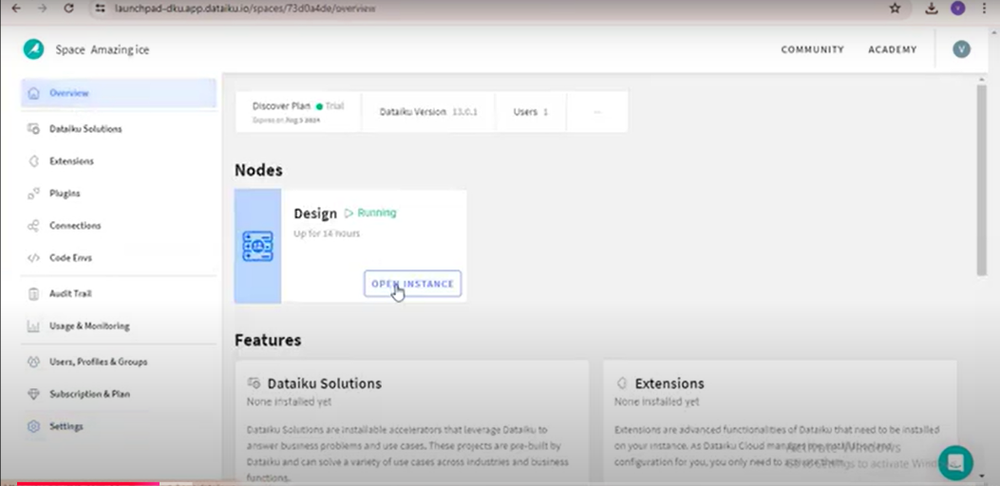 launchpad-dku.app.dataiku.io/spaces/73d0a4de/overview
Space Amazing ice
COMMUNITY
ACADEMY
V
Overview
Dataiku Solutions
Extensions
Plugins
Connections
Code Envs
Audit Trail
Usage & Monitoring
Users, Profiles & Groups
Subscription & Plan
Settings
Discover Plan Trial
Expires on Aug 3 2024
Dataiku Version 13.0.1
Users 1
Nodes
Design Running
Up for 14 hours
OPEN INSTANCE
Features
Dataiku Solutions
None installed yet
Dataiku Solutions are installable accelerators that leverage Dataiku to
answer business problems and use cases. These projects are pre-built by
Dataiku and can solve a variety of use cases across industries and business
functions.
Extensions
None installed yet
Extensions are advanced functionalities of Dataiku that need to be installed
on your instance. As Dataiku Cloud
configuration for you, you only need to
Activate Windows
to activate